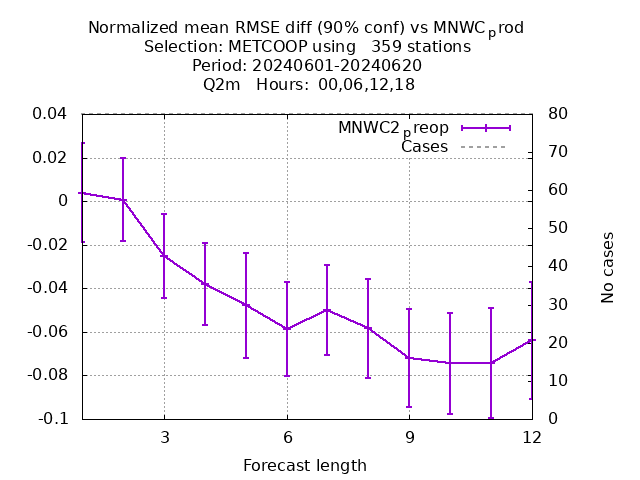 Normalized mean RMSE diff (90% conf) vs MNWCprod
Selection: METCOOP using 359 stations
Period: 20240601-20240620
Q2m Hours: 00,06,12,18
MNWC2preop
Cases
0.04
0.02
0
-0.02
-0.04
-0.06
-0.08
-0.1
80
70
60
50
40
30
20
10
0
No cases
3 6 9 12
Forecast length